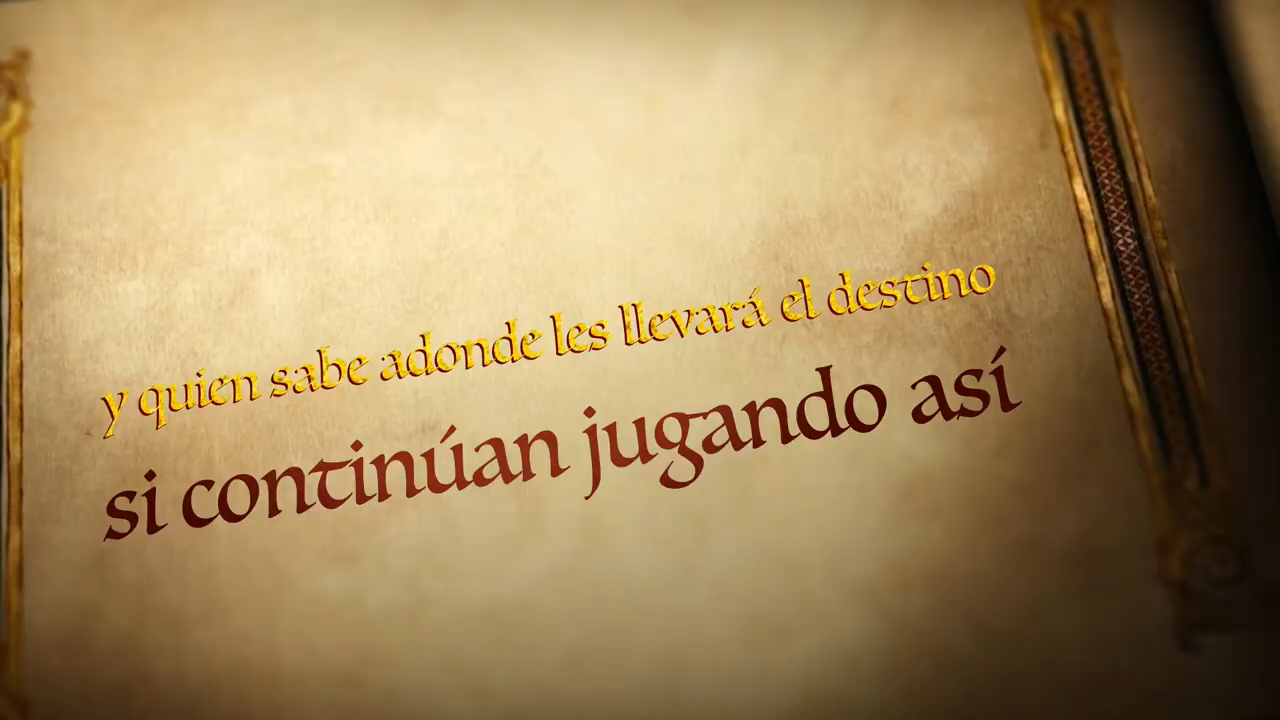 y quien sabe adonde les llevará el destino
si continúan jugando así